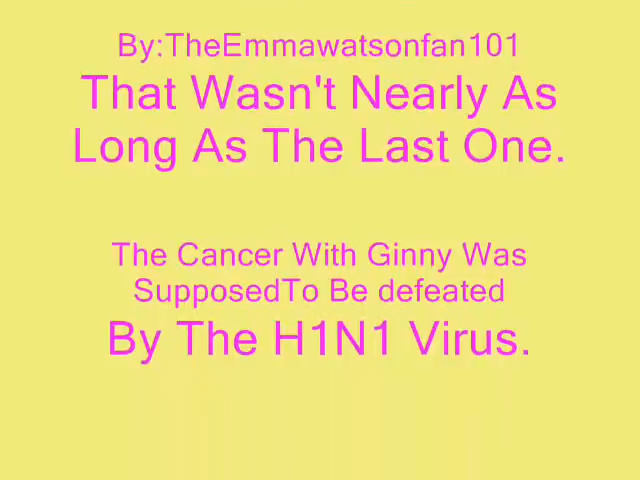 By:TheEmmawatsonfan101
That Wasn't Nearly As
Long As The Last One.
The Cancer With Ginny Was
SupposedTo Be defeated
By The H1N1 Virus.